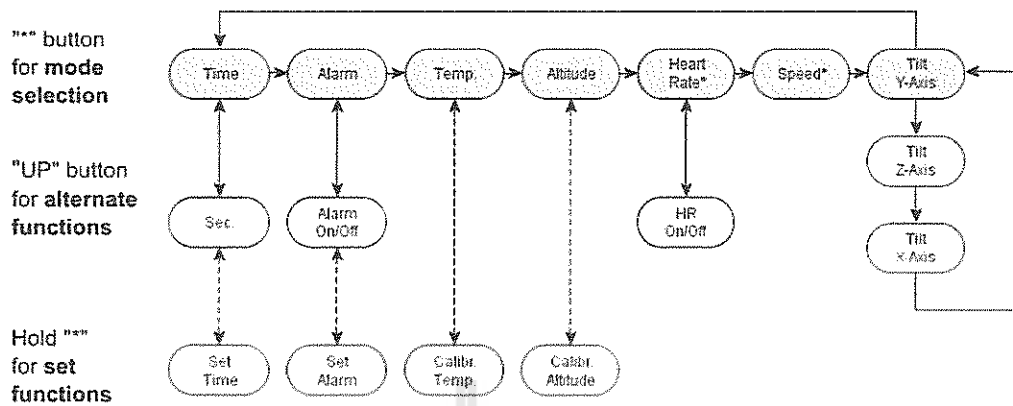 "*" button
for mode
selection
Time
Alarm
Temp.
Altitude
Heart
Rate*
Speed*
Tilt
Y-Axis
"UP" button
for alternate
functions
Sec.
Alarm
On/Off
HR
On/Off
Tilt
Z-Axis
Tilt
X-Axis
Hold "*"
for set
functions
Set
Time
Set
Alarm
Calibr.
Temp.
Calibr.
Altitude